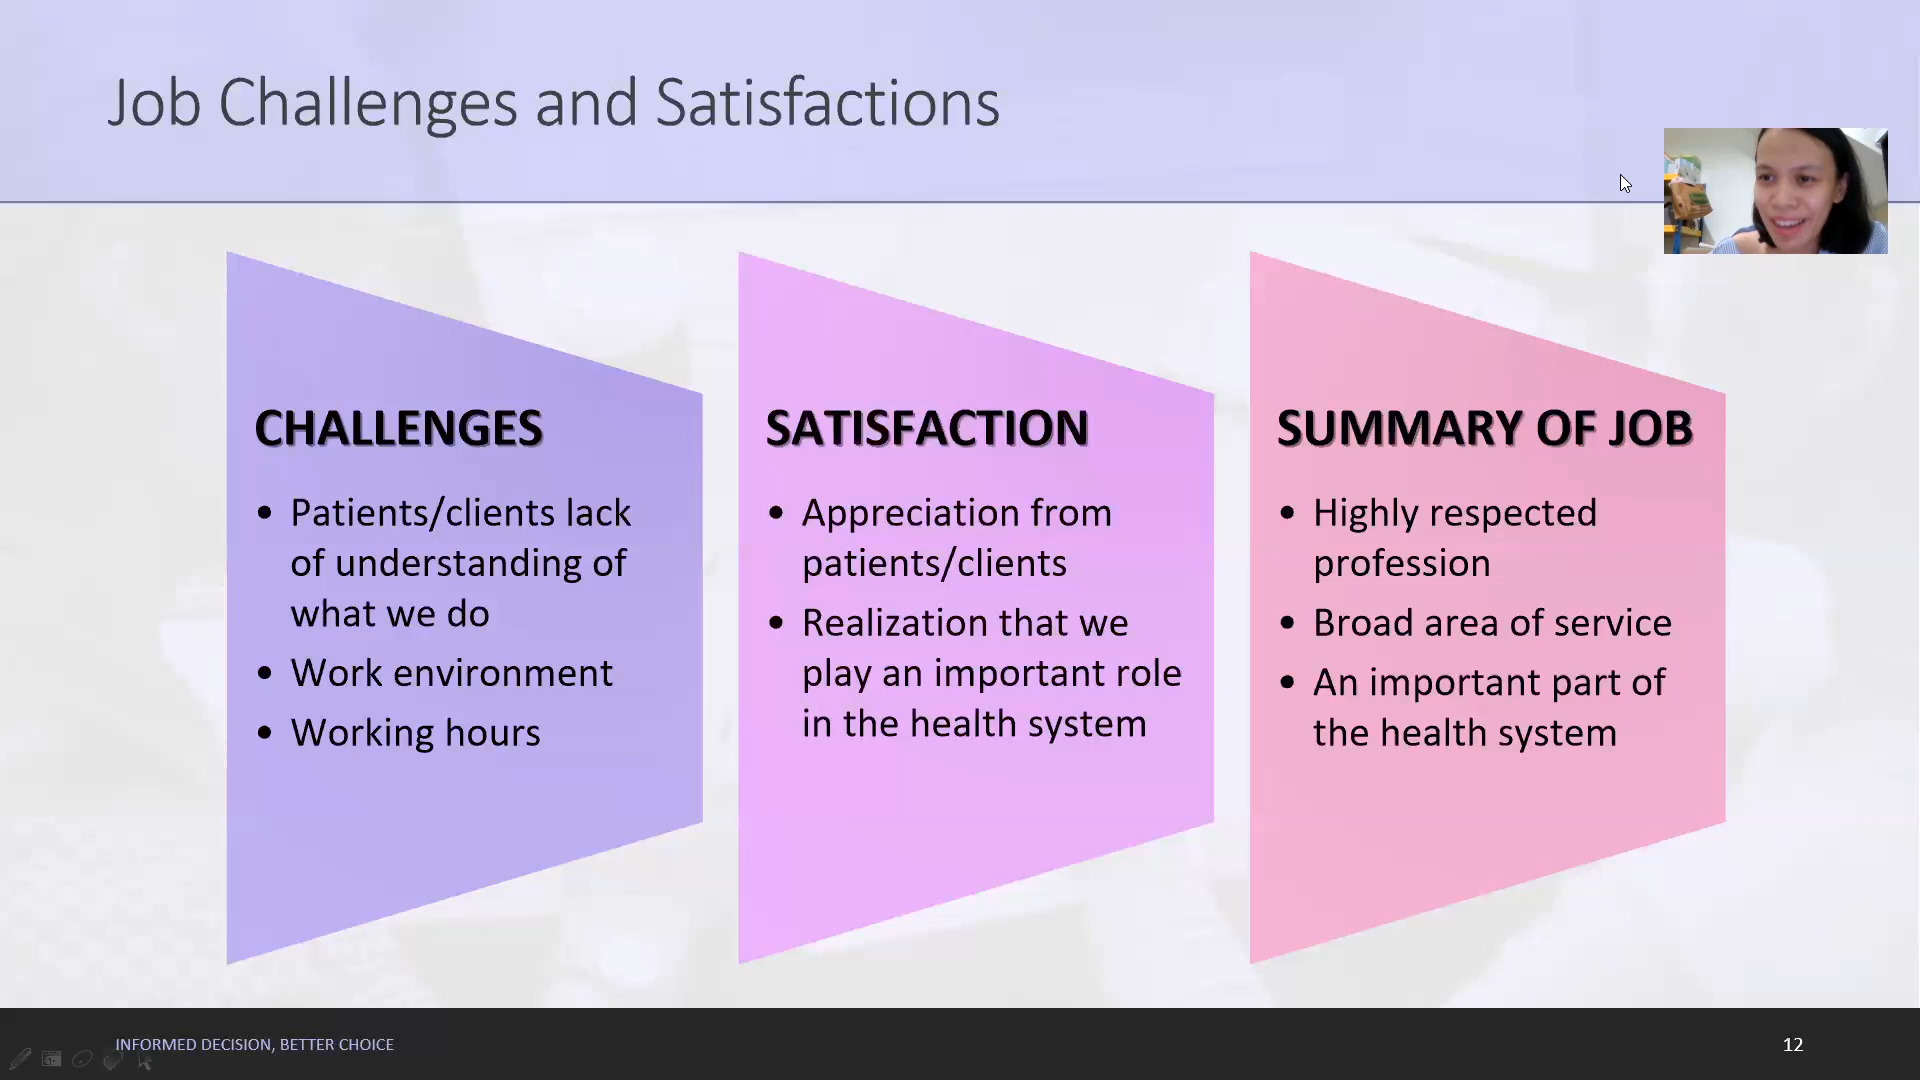 Job Challenges and Satisfactions
CHALLENGES
• Patients/clients lack
of understanding of
what we do
• Work environment
• Working hours
SATISFACTION
• Appreciation from
patients/clients
• Realization that we
play an important role
in the health system
SUMMARY OF JOB
• Highly respected
profession
• Broad area of service
• An important part of
the health system
INFORMED DECISION, BETTER CHOICE
12